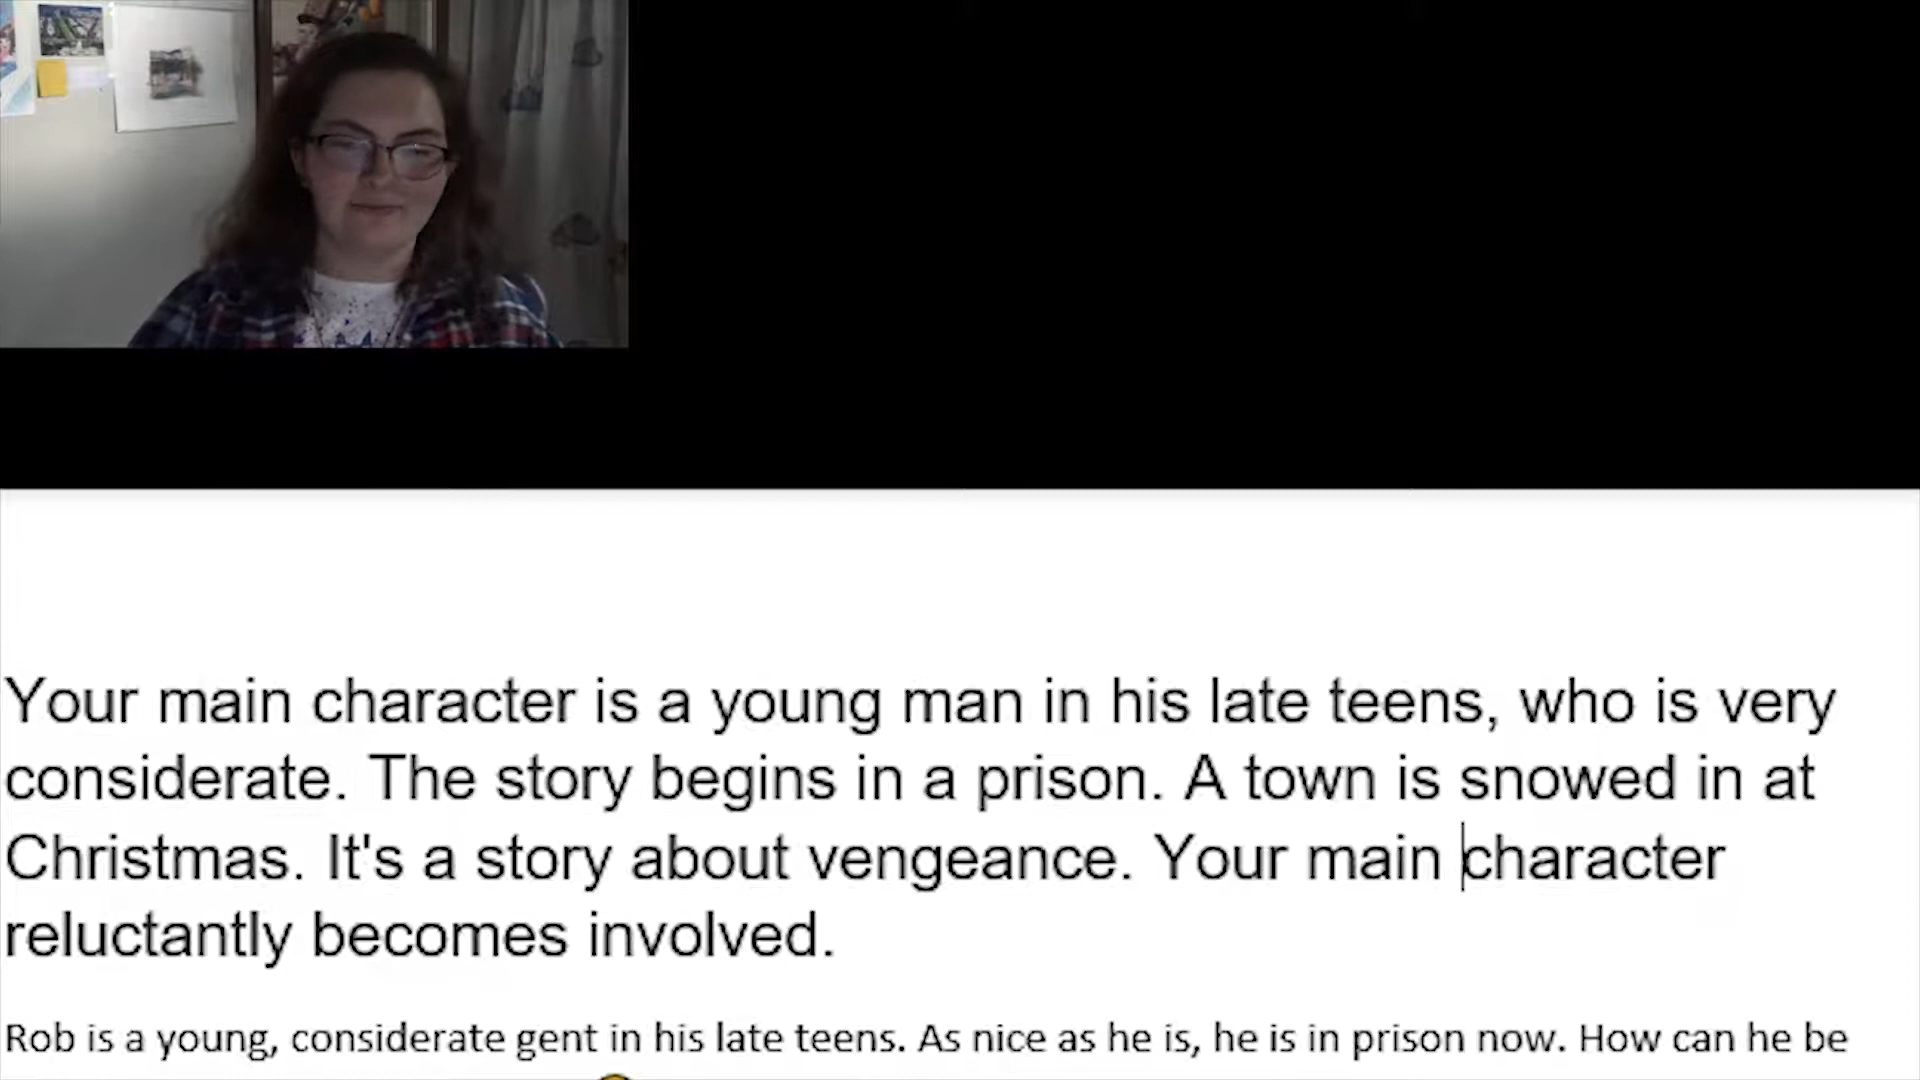 Your main character is a young man in his late teens, who is very
considerate. The story begins in a prison. A town is snowed in at
Christmas. It's a story about vengeance. Your main character
reluctantly becomes involved.
Rob is a young, considerate gent in his late teens. As nice as he is, he is in prison now. How can he be